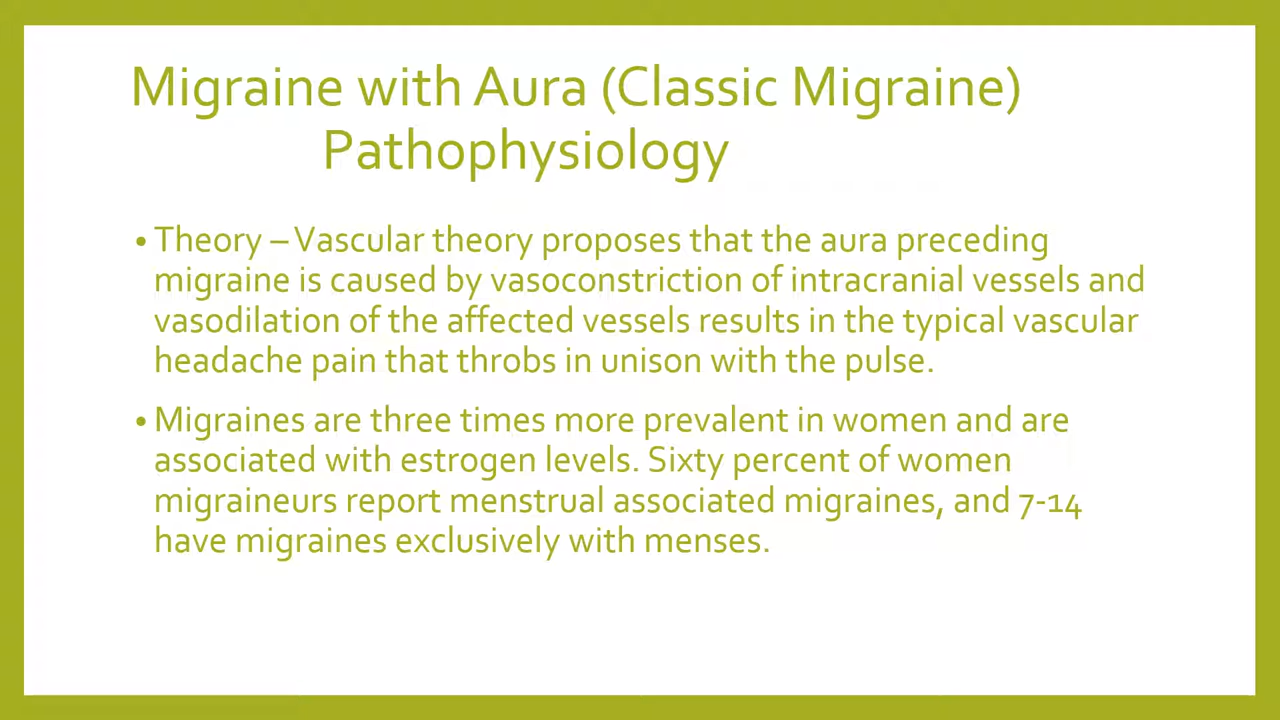 Migraine with Aura (Classic Migraine)
Pathophysiology
• Theory – Vascular theory proposes that the aura preceding
migraine is caused by vasoconstriction of intracranial vessels and
vasodilation of the affected vessels results in the typical vascular
headache pain that throbs in unison with the pulse.
• Migraines are three times more prevalent in women and are
associated with estrogen levels. Sixty percent of women
migraineurs report menstrual associated migraines, and 7-14
have migraines exclusively with menses.